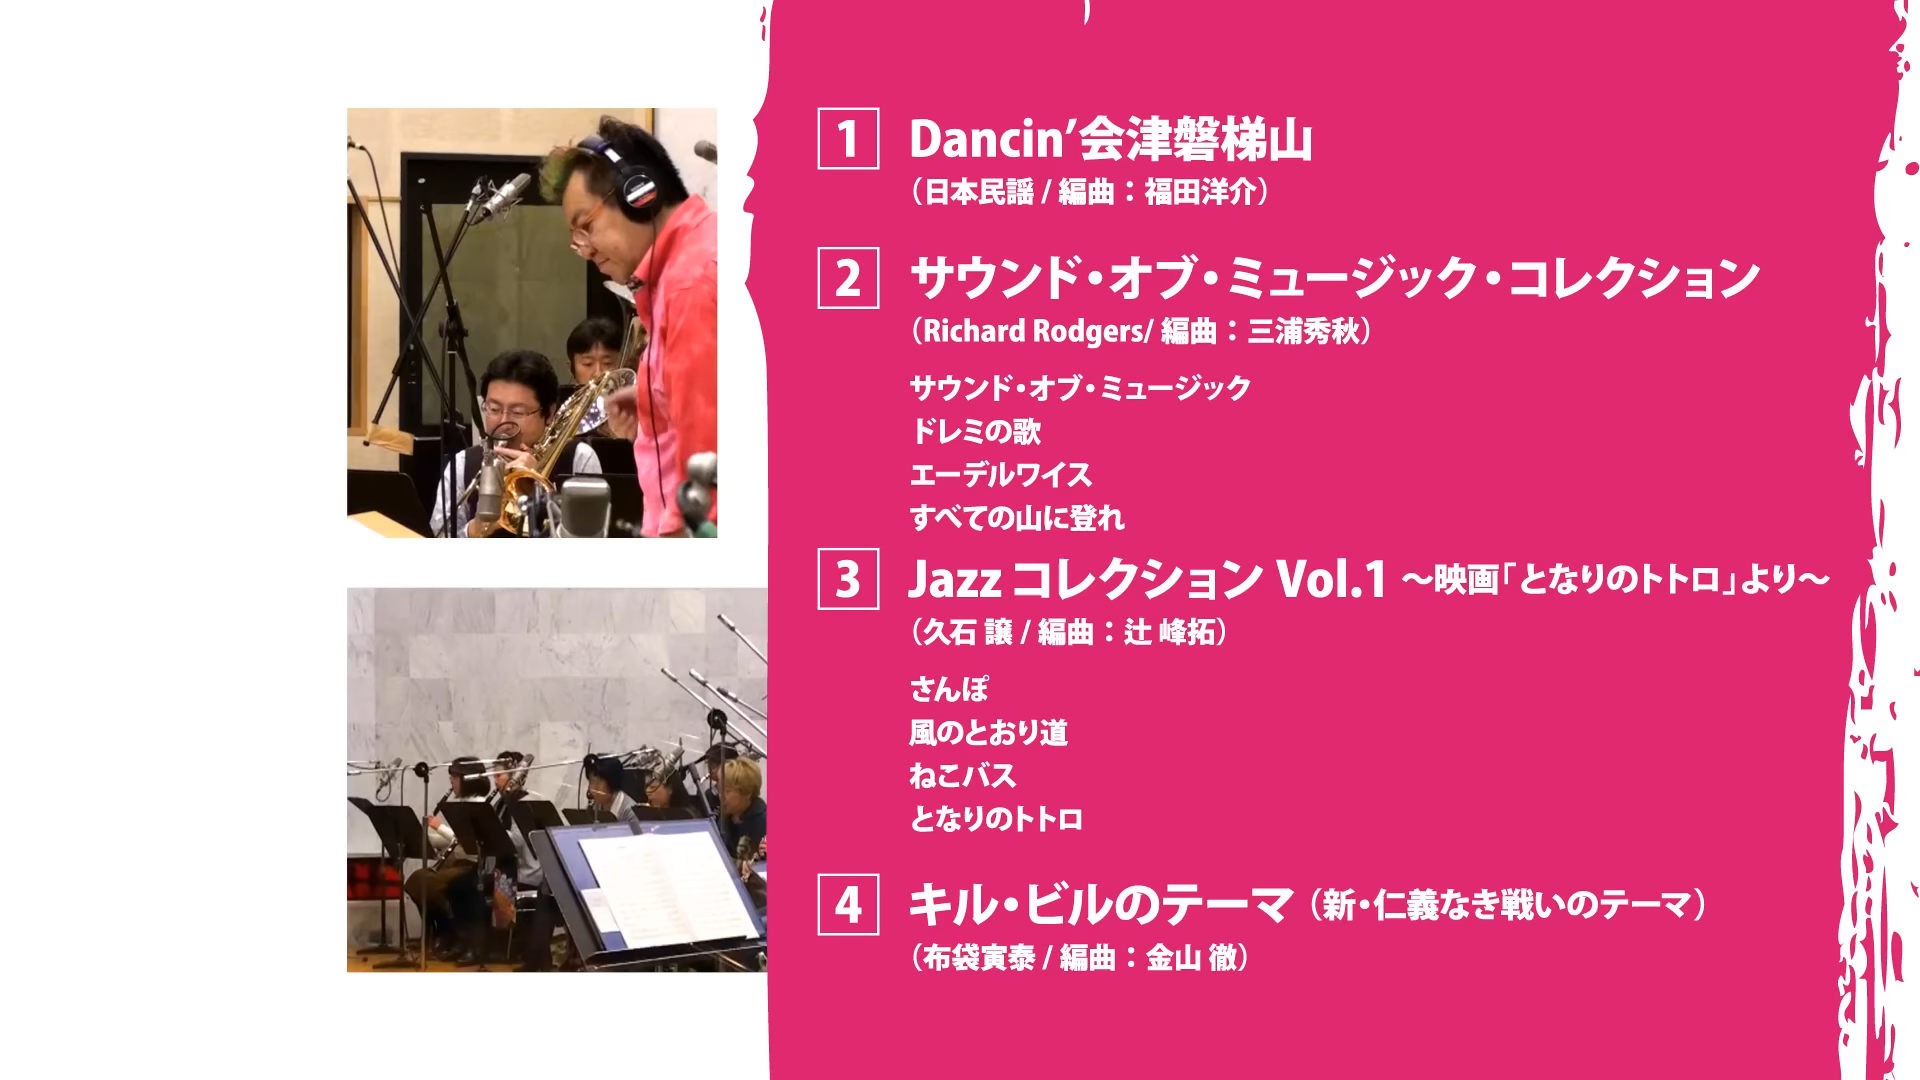 1 Dancin’会津磐梯山
（日本民謡 / 編曲：福田洋介）
2 サウンド・オブ・ミュージック・コレクション
（Richard Rodgers/ 編曲：三浦秀秋）
サウンド・オブ・ミュージック
ドレミの歌
エーデルワイス
すべての山に登れ
3 Jazz コレクション Vol.1 〜映画「となりのトトロ」より〜
（久石 譲 / 編曲：辻 峰拓）
さんぽ
風のとおり道
ねこバス
となりのトトロ
4 キル・ビルのテーマ（新・仁義なき戦いのテーマ）
（布袋寅泰 / 編曲：金山 徹）